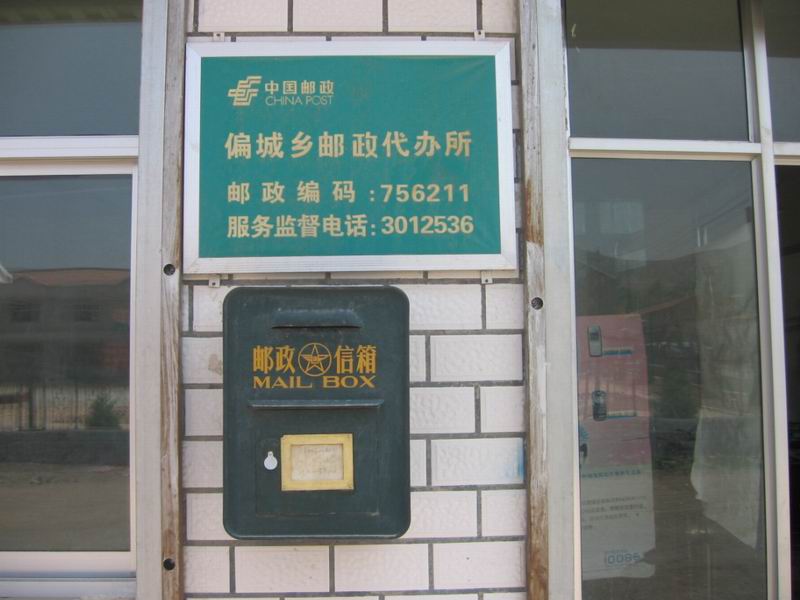 中国邮政
CHINA POST
偏城乡邮政代办所
邮政编码:756211
服务监督电话:3012536
邮政 信箱
MAIL BOX
10086